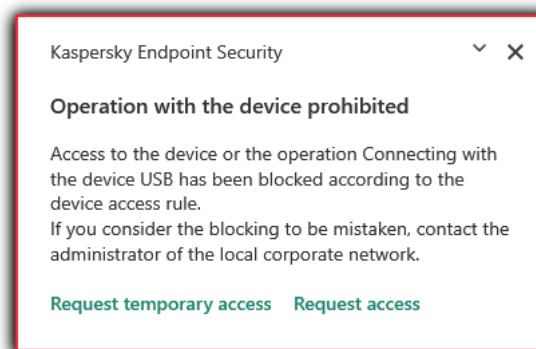 Kaspersky Endpoint Security
Operation with the device prohibited
Access to the device or the operation Connecting with
the device USB has been blocked according to the
device access rule.
If you consider the blocking to be mistaken, contact the
administrator of the local corporate network.
Request temporary access Request access